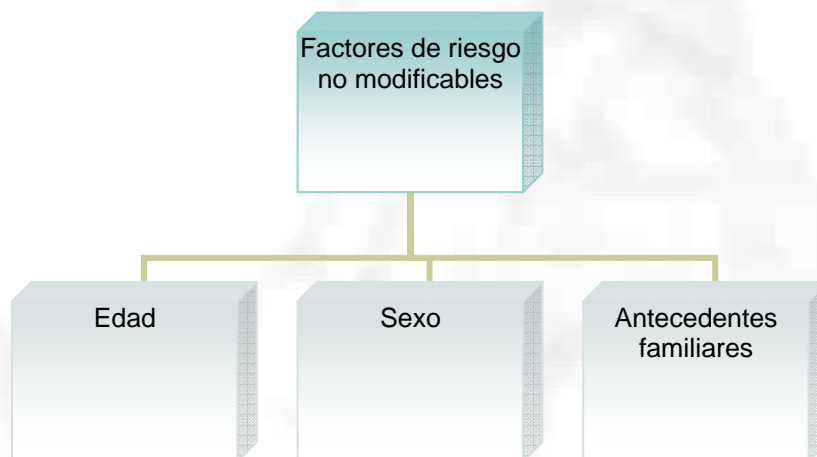 Factores de riesgo
no modificables
Edad
Sexo
Antecedentes
familiares